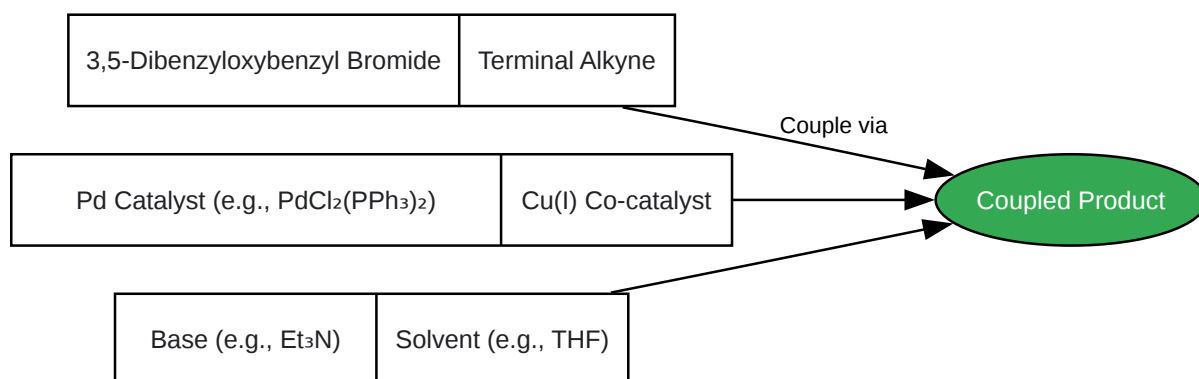 3,5-Dibenzyloxybenzyl Bromide
Terminal Alkyne
Couple via
Pd Catalyst (e.g., PdCl₂(PPh₃)₂)
Cu(I) Co-catalyst
Coupled Product
Base (e.g., Et₃N)
Solvent (e.g., THF)